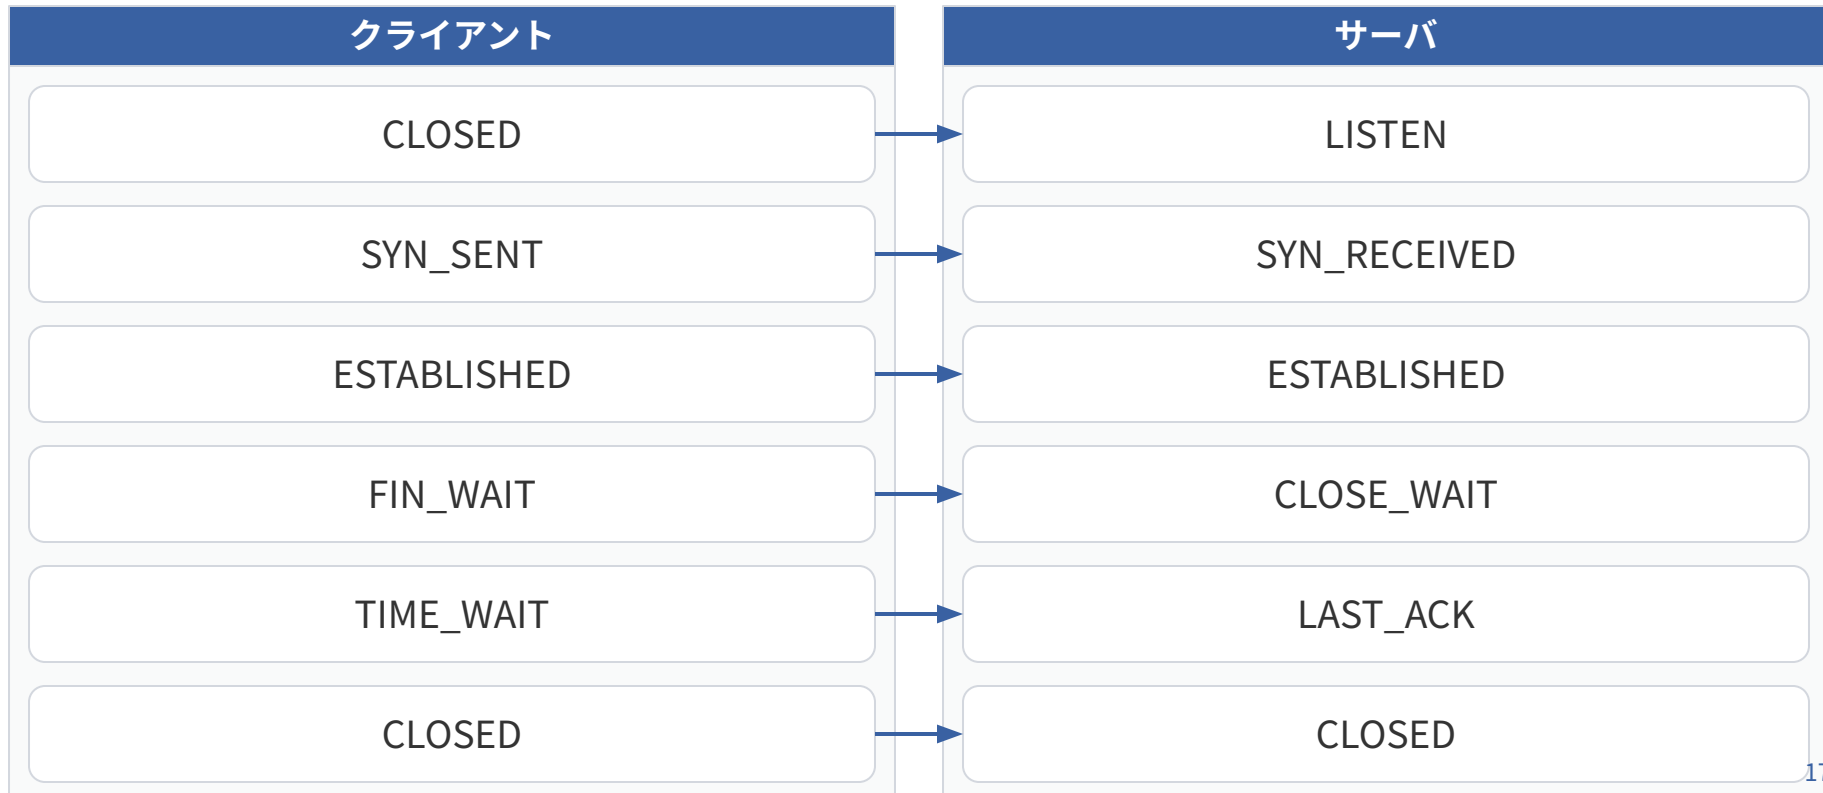 クライアント
サーバ
CLOSED
LISTEN
SYN_SENT
SYN_RECEIVED
ESTABLISHED
ESTABLISHED
FIN_WAIT
CLOSE_WAIT
TIME_WAIT
LAST_ACK
CLOSED
CLOSED